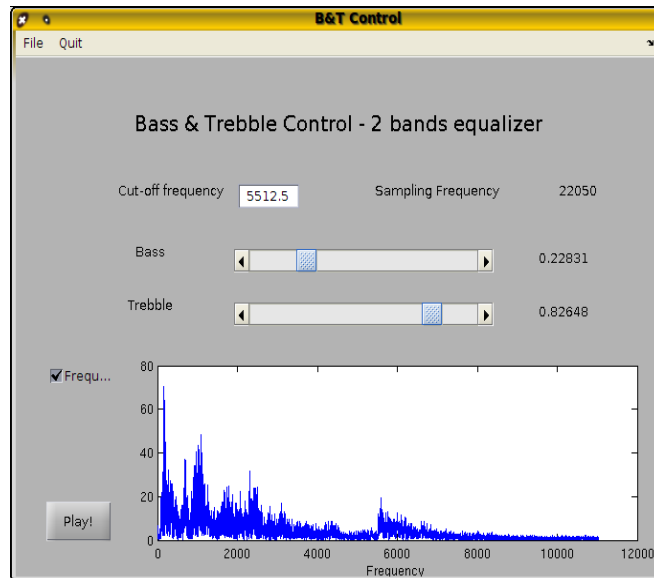 B&T Control
File Quit
Bass & Trebble Control - 2 bands equalizer
Cut-off frequency 5512.5 Sampling Frequency 22050
Bass 0.22831
Trebble 0.82648
Frequ...
80
60
40
20
0
0 2000 4000 6000 8000 10000 12000
Frequency
Play!